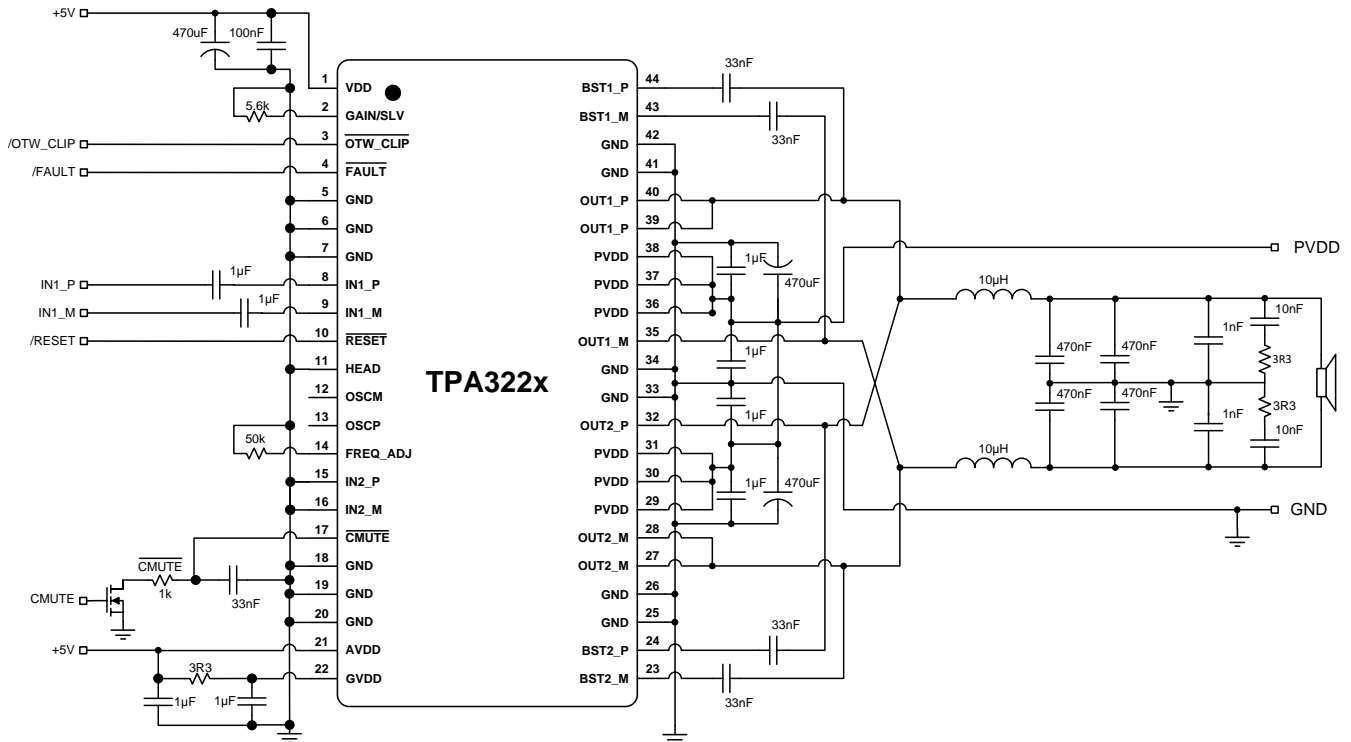 +5V
470uF
100nF
5.6k
/OTW_CLIP
/FAULT
IN1_P
1µF
IN1_M
1µF
/RESET
50k
CMUTE
CMUTE
1k
33nF
+5V
3R3
1µF
1µF
1
VDD
2
GAIN/SLV
3
OTW_CLIP
4
FAULT
5
GND
6
GND
7
GND
8
IN1_P
9
IN1_M
10
RESET
11
HEAD
12
OSCM
13
OSCP
14
FREQ_ADJ
15
IN2_P
16
IN2_M
17
CMUTE
18
GND
19
GND
20
GND
21
AVDD
22
GVDD
TPA322x
BST1_P
44
BST1_M
43
GND
42
GND
41
OUT1_P
40
OUT1_P
39
PVDD
38
PVDD
37
PVDD
36
OUT1_M
35
GND
34
GND
33
OUT2_P
32
PVDD
31
PVDD
30
PVDD
29
OUT2_M
28
OUT2_M
27
GND
26
GND
25
BST2_P
24
BST2_M
23
33nF
33nF
1µF
470uF
1µF
1µF
1µF
470uF
33nF
33nF
PVDD
10µH
470nF
470nF
1nF
10nF
3R3
470nF
470nF
1nF
3R3
10nF
10µH
GND